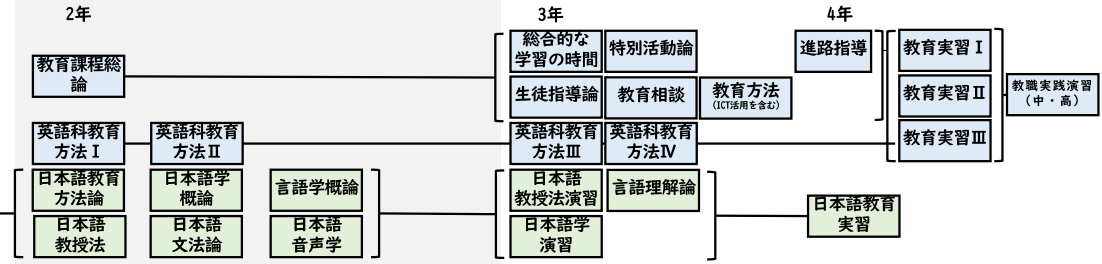 2年
3年
4年
教育課程総
論
総合的な
学習の時間
特別活動論
進路指導
教育実習Ⅰ
生徒指導論
教育相談
教育方法
(ICT活用を含む)
教育実習Ⅱ
教職実践演習
(中・高)
英語科教育
方法Ⅰ
英語科教育
方法Ⅱ
英語科教育
方法Ⅲ
英語科教育
方法Ⅳ
教育実習Ⅲ
日本語教育
方法論
日本語学
概論
言語学概論
日本語
教授法演習
言語理解論
日本語
教授法
日本語
文法論
日本語
音声学
日本語学
演習
日本語教育
実習